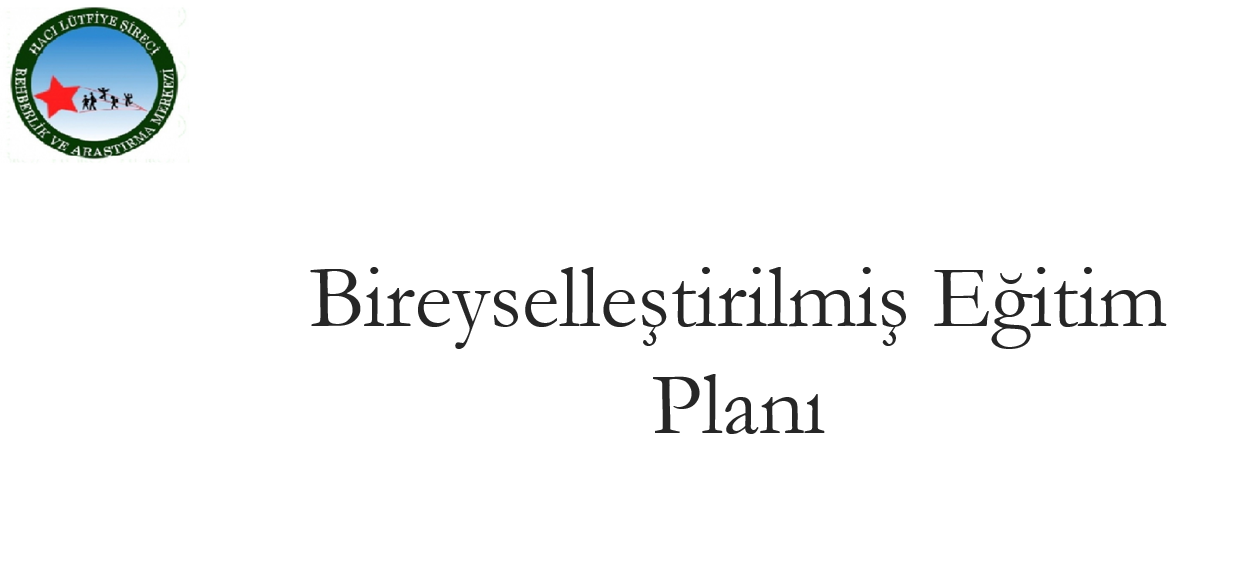 HACI LÜTFİYE ŞİRECİ
REHBERLİK VE ARAŞTIRMA MERKEZİ
Bireyselleştirilmiş Eğitim
Planı